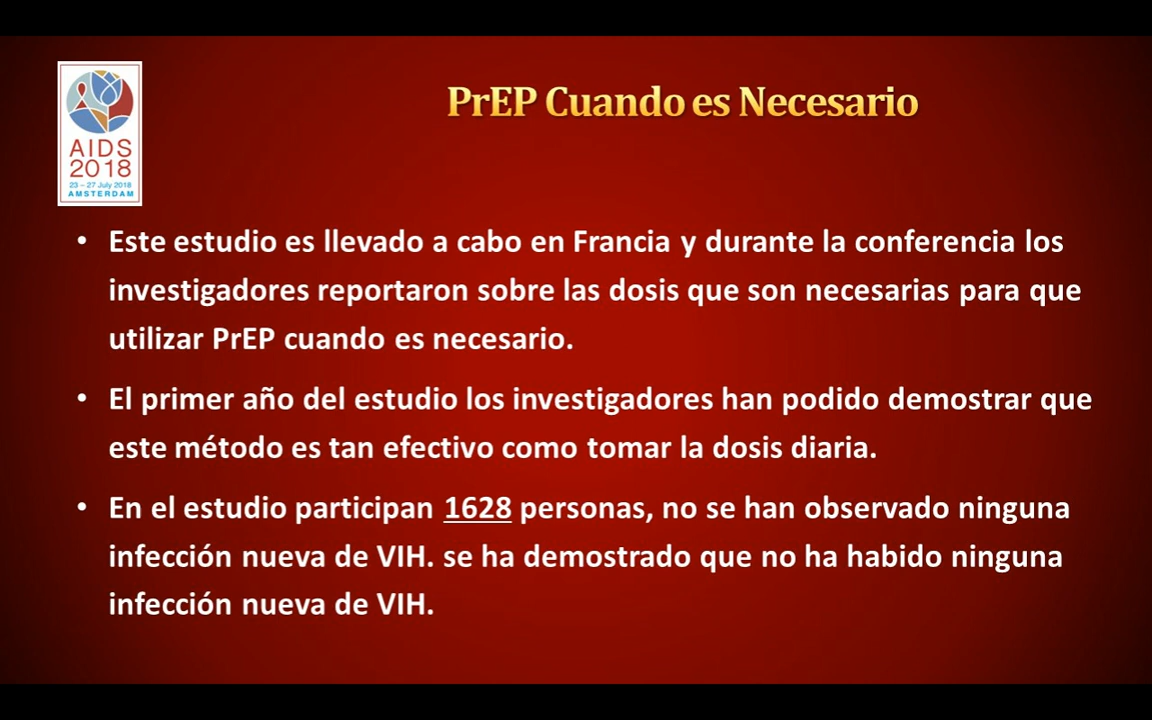 AIDS
2018
23 – 27 July 2018
AMSTERDAM
PrEP Cuando es Necesario
• Este estudio es llevado a cabo en Francia y durante la conferencia los
investigadores reportaron sobre las dosis que son necesarias para que
utilizar PrEP cuando es necesario.
• El primer año del estudio los investigadores han podido demostrar que
este método es tan efectivo como tomar la dosis diaria.
• En el estudio participan 1628 personas, no se han observado ninguna
infección nueva de VIH. se ha demostrado que no ha habido ninguna
infección nueva de VIH.